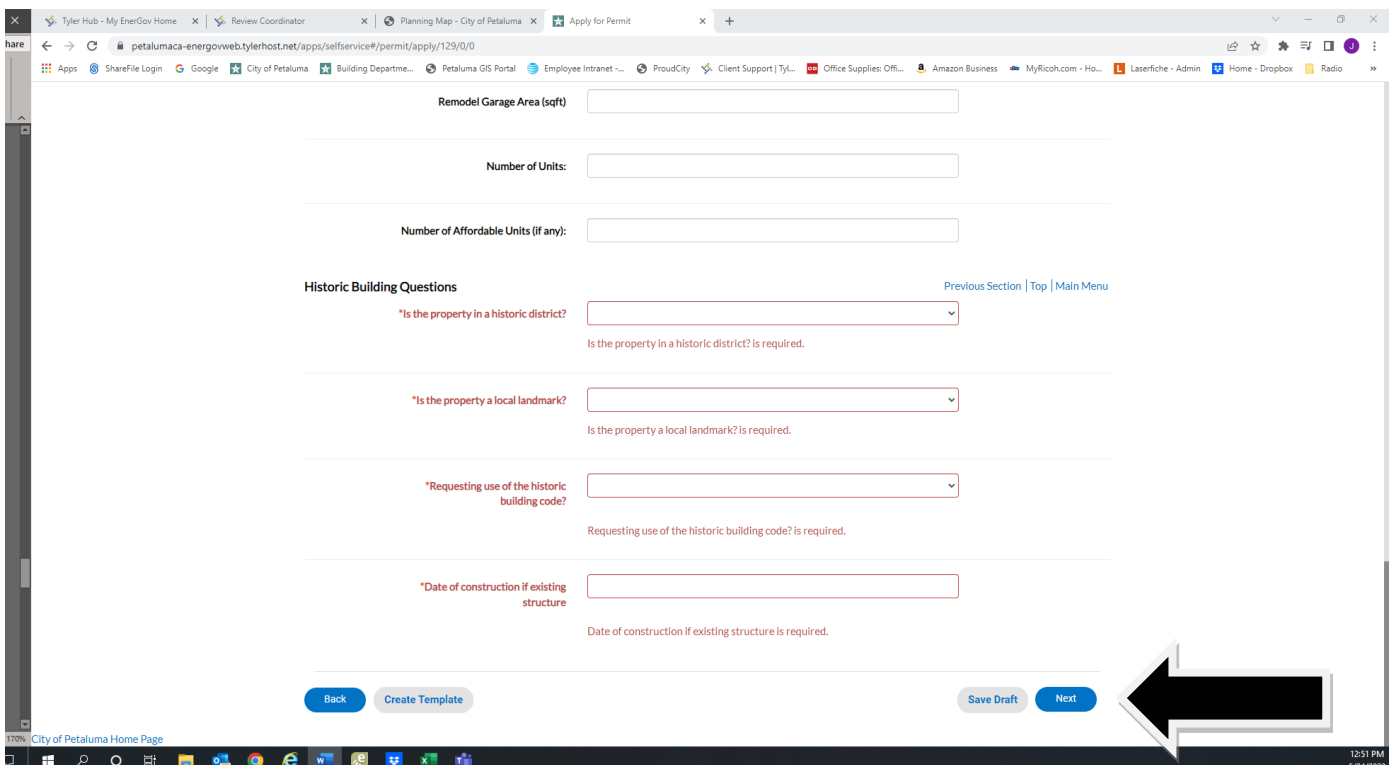 Tyler Hub - My EnerGov Home
Review Coordinator
Planning Map - City of Petaluma
Apply for Permit
hare
petalumaca-energovweb.tylerhost.net/apps/selfservice#/permit/apply/129/0/0
J
Apps ShareFile Login Google City of Petaluma Building Departme... Petaluma GIS Portal Employee Intranet -... ProudCity Client Support | Tyl... Office Supplies: Offi... Amazon Business MyRicoh.com - Ho... Laserfiche - Admin Home - Dropbox Radio »
Remodel Garage Area (sqft)
Number of Units:
Number of Affordable Units (if any):
Historic Building Questions
Previous Section | Top | Main Menu
*Is the property in a historic district?
Is the property in a historic district? is required.
*Is the property a local landmark?
Is the property a local landmark? is required.
*Requesting use of the historic
building code?
Requesting use of the historic building code? is required.
*Date of construction if existing
structure
Date of construction if existing structure is required.
Back Create Template Save Draft Next
170%
City of Petaluma Home Page
12:51 PM